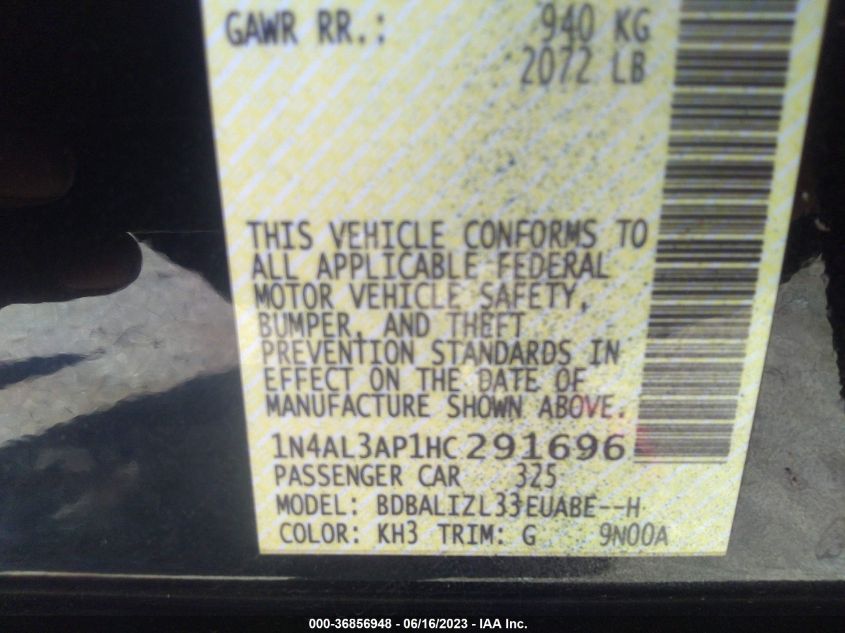 GAWR RR.: 940 KG
2072 LB
THIS VEHICLE CONFORMS TO
ALL APPLICABLE FEDERAL
MOTOR VEHICLE SAFETY,
BUMPER, AND THEFT
PREVENTION STANDARDS IN
EFFECT ON THE DATE OF
MANUFACTURE SHOWN ABOVE.
1N4AL3AP1HC291696
PASSENGER CAR 325
MODEL: BDBALIZL33EUABE--H
COLOR: KH3 TRIM: G 9N00A
000-36856948 - 06/16/2023 - IAA Inc.